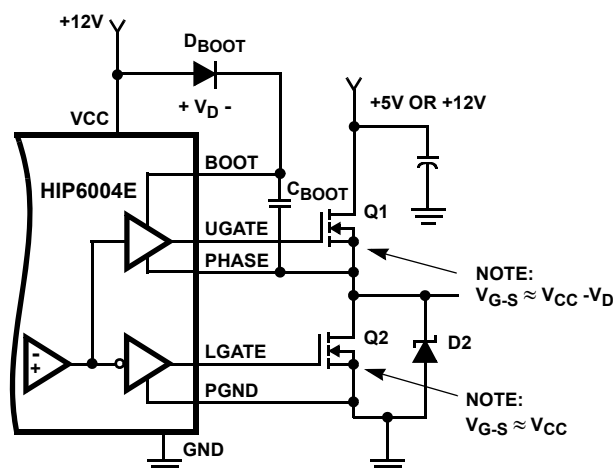 +12V
DBOOT
+ VD -
+5V OR +12V
VCC
BOOT
HIP6004E
CBOOT
Q1
UGATE
PHASE
NOTE:
VG-S ≈ VCC -VD
Q2
D2
LGATE
- +
PGND
NOTE:
VG-S ≈ VCC
GND